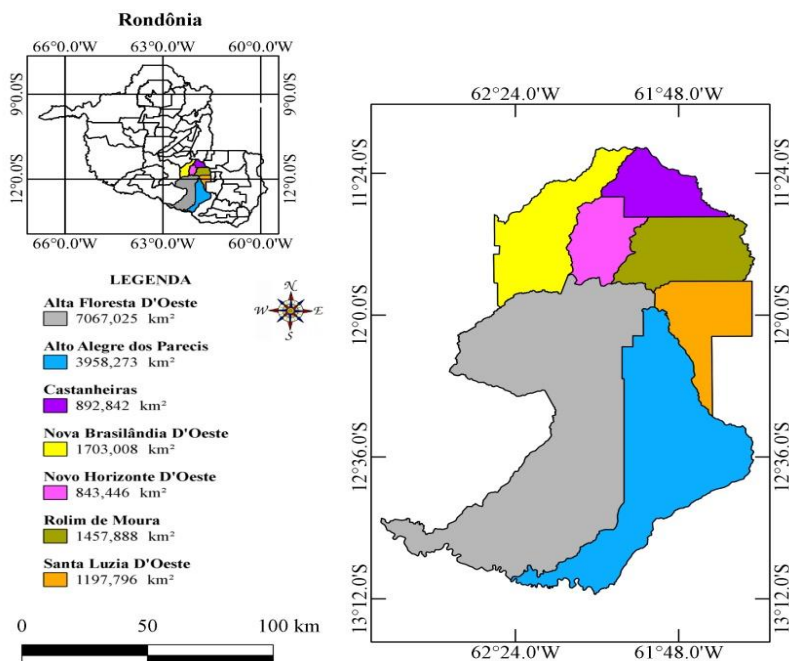 Rondônia
66°0.0'W 63°0.0'W 60°0.0'W
9°0.0'S 9°0.0'S
12°0.0'S 12°0.0'S
66°0.0'W 63°0.0'W 60°0.0'W
LEGENDA
Alta Floresta D'Oeste
7067,025 km²
Alto Alegre dos Parecis
3958,273 km²
Castanheiras
892,842 km²
Nova Brasilândia D'Oeste
1703,008 km²
Novo Horizonte D'Oeste
843,446 km²
Rolim de Moura
1457,888 km²
Santa Luzia D'Oeste
1197,796 km²
N
W E
S
0 50 100 km
62°24.0'W 61°48.0'W
11°24.0'S 11°24.0'S
12°0.0'S 12°0.0'S
12°36.0'S 12°36.0'S
13°12.0'S 13°12.0'S
62°24.0'W 61°48.0'W